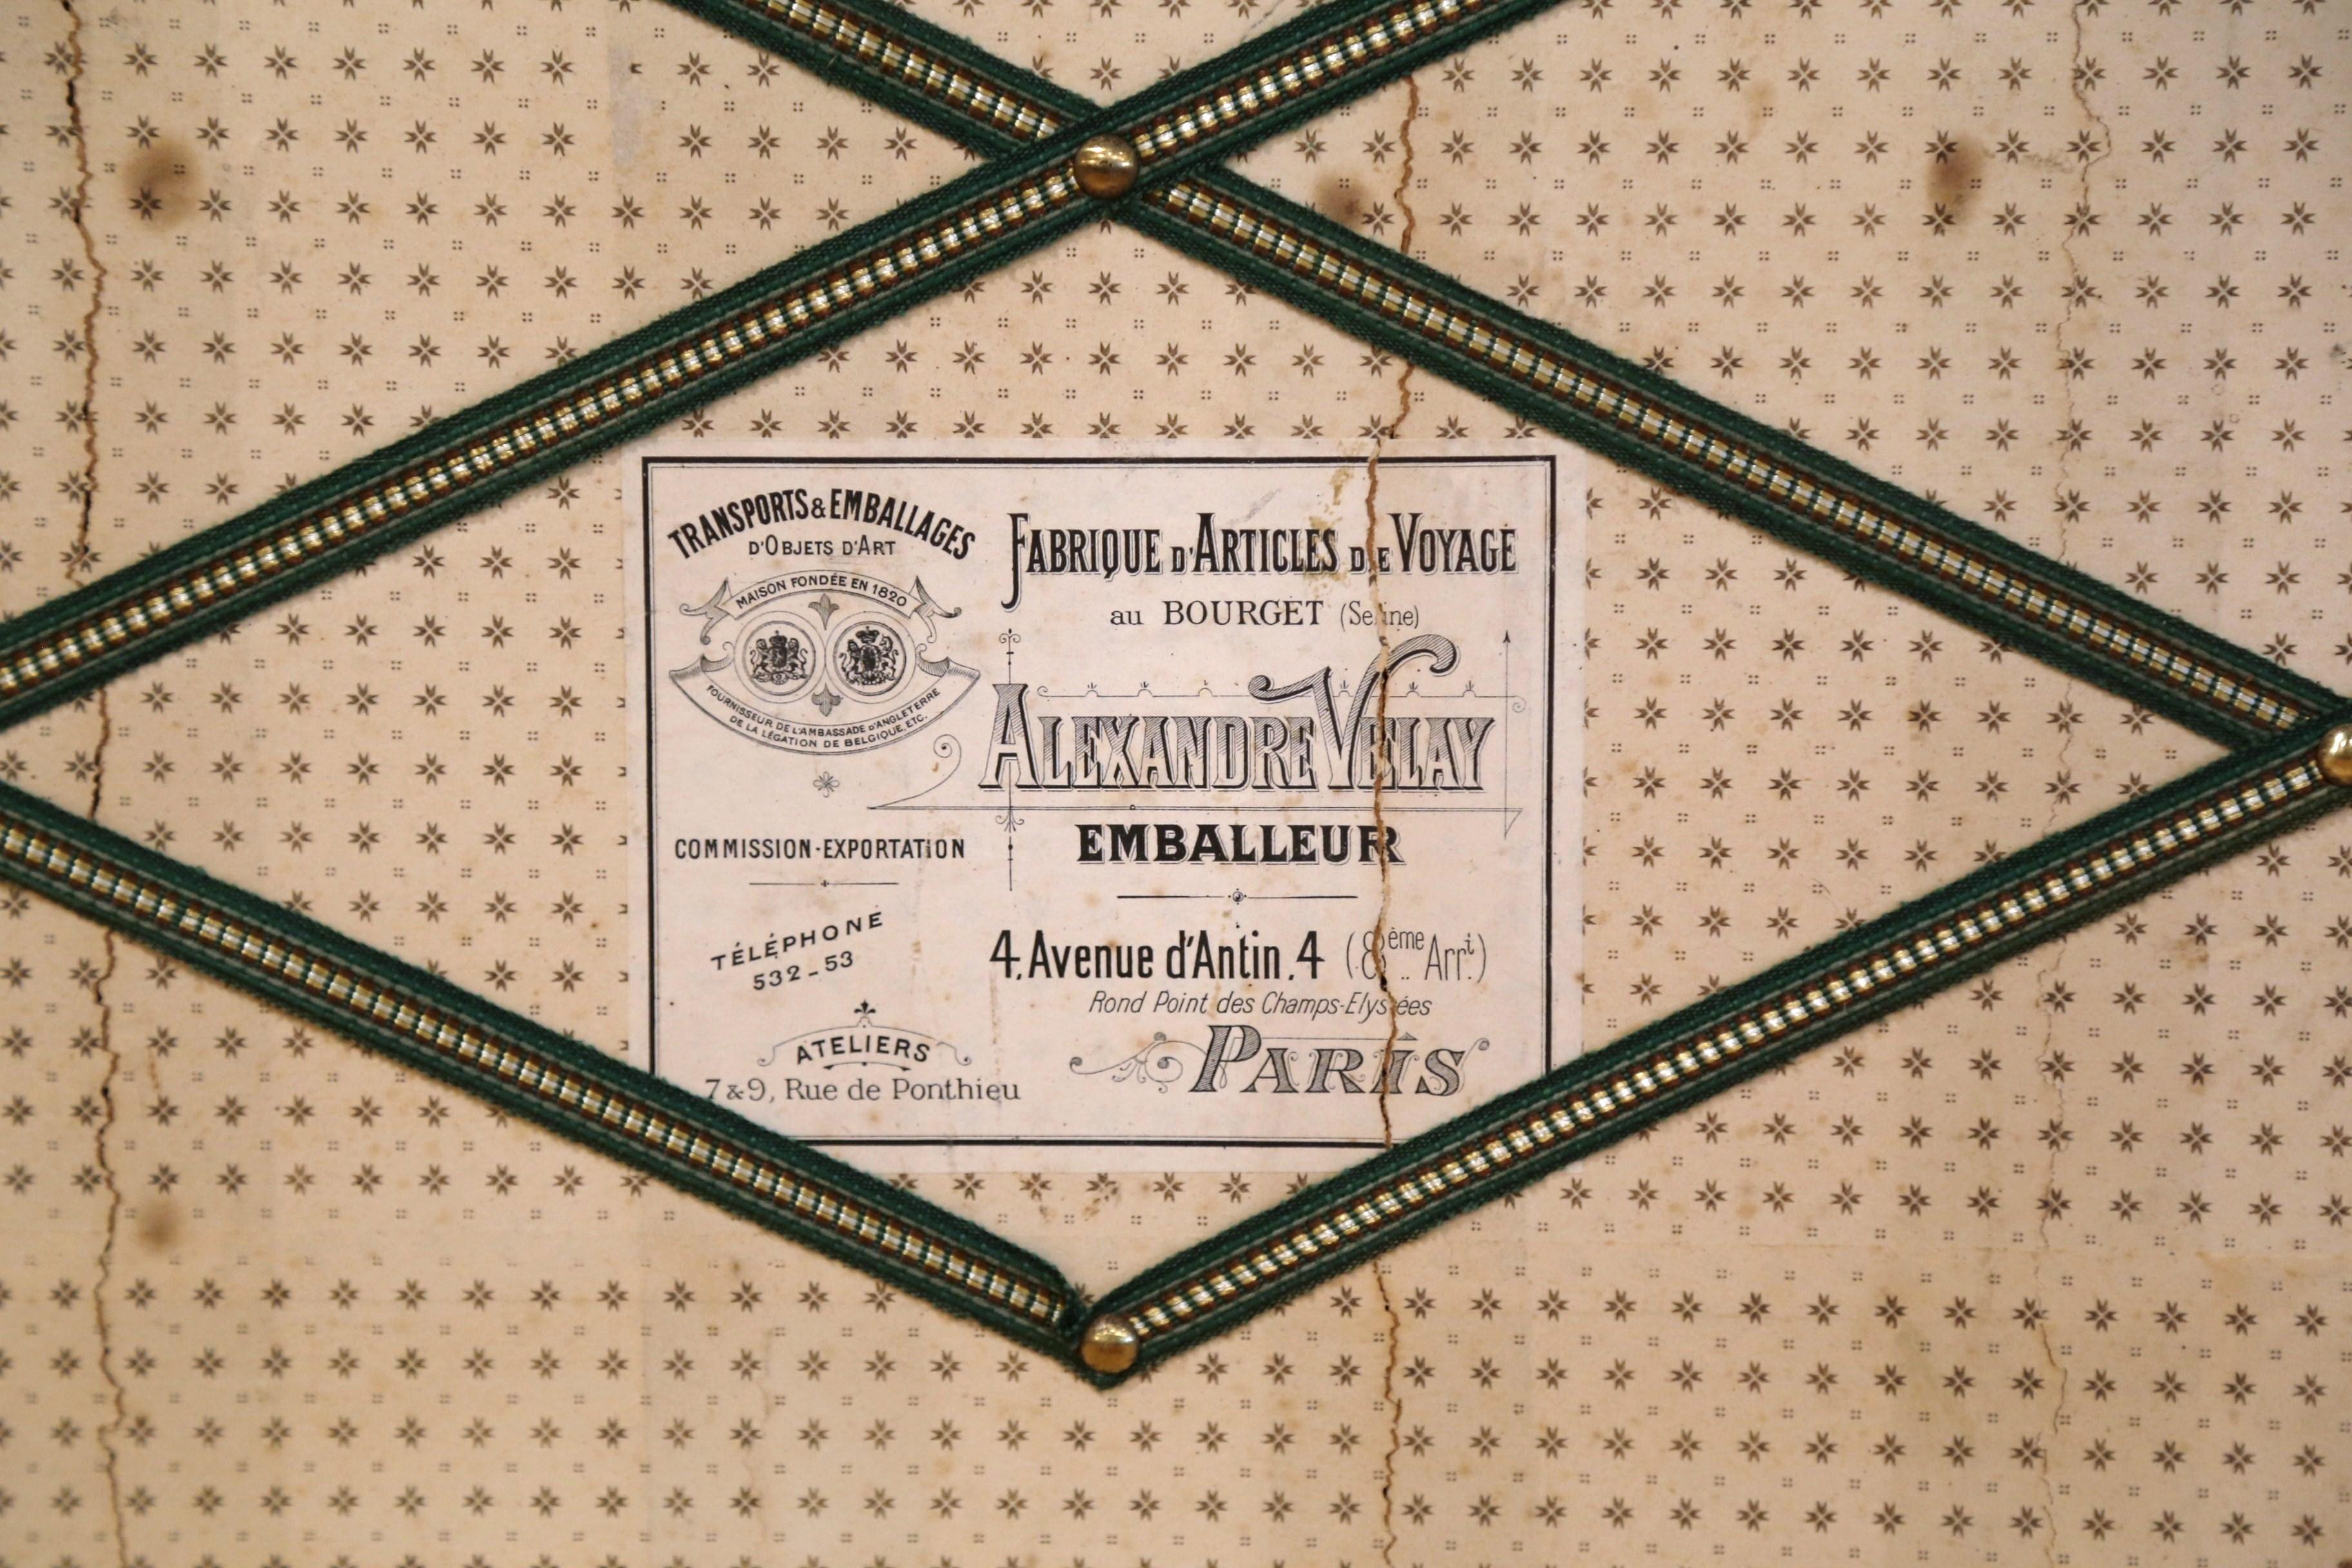 TRANSPORTS & EMBALLAGES
D'OBJETS D'ART
MAISON FONDÉE EN 1820
FOURNISSEUR DE L'AMBASSADE D'ANGLETERRE
DE LA LÉGATION DE BELGIQUE, ETC.
COMMISSION-EXPORTATION
TÉLÉPHONE
532-53
ATELIERS
7 & 9, Rue de Ponthieu
FABRIQUE D'ARTICLES DE VOYAGE
au BOURGET (Seine)
ALEXANDRE VELAY
EMBALLEUR
4, Avenue d'Antin, 4 (8ème Arrt)
Rond Point des Champs-Elysées
PARIS